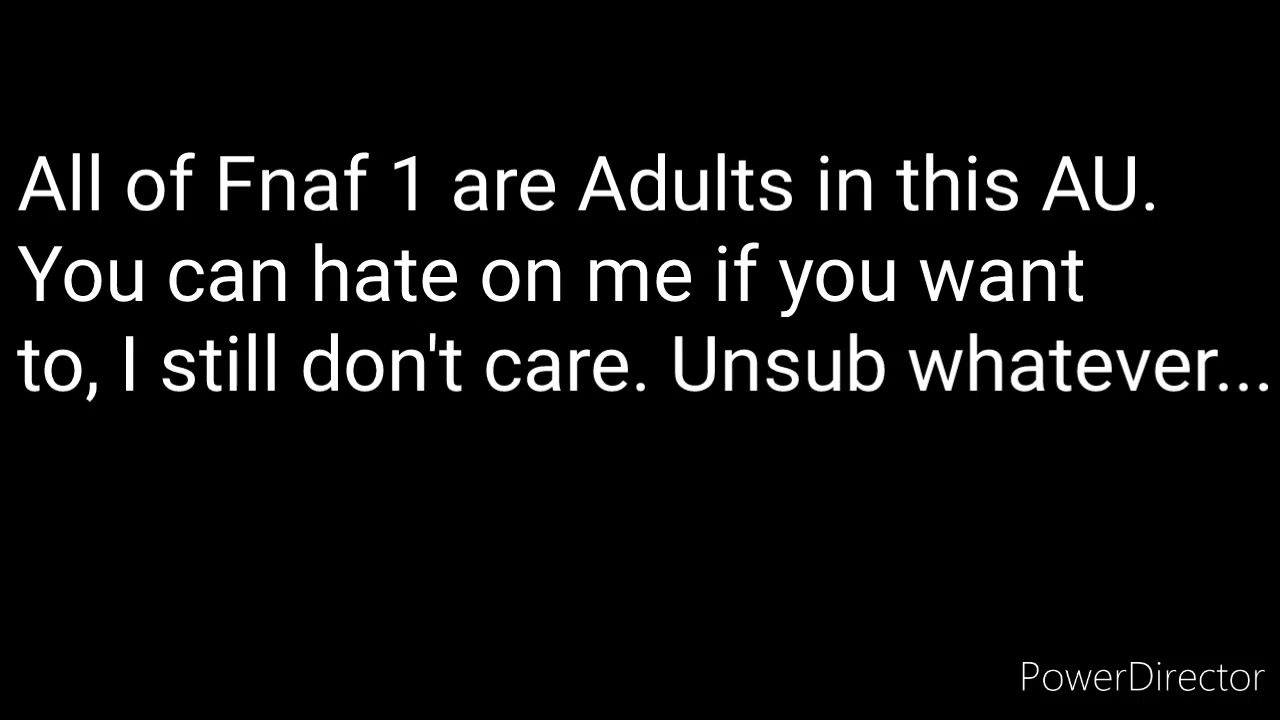 All of Fnaf 1 are Adults in this AU.
You can hate on me if you want
to, I still don't care. Unsub whatever...
PowerDirector